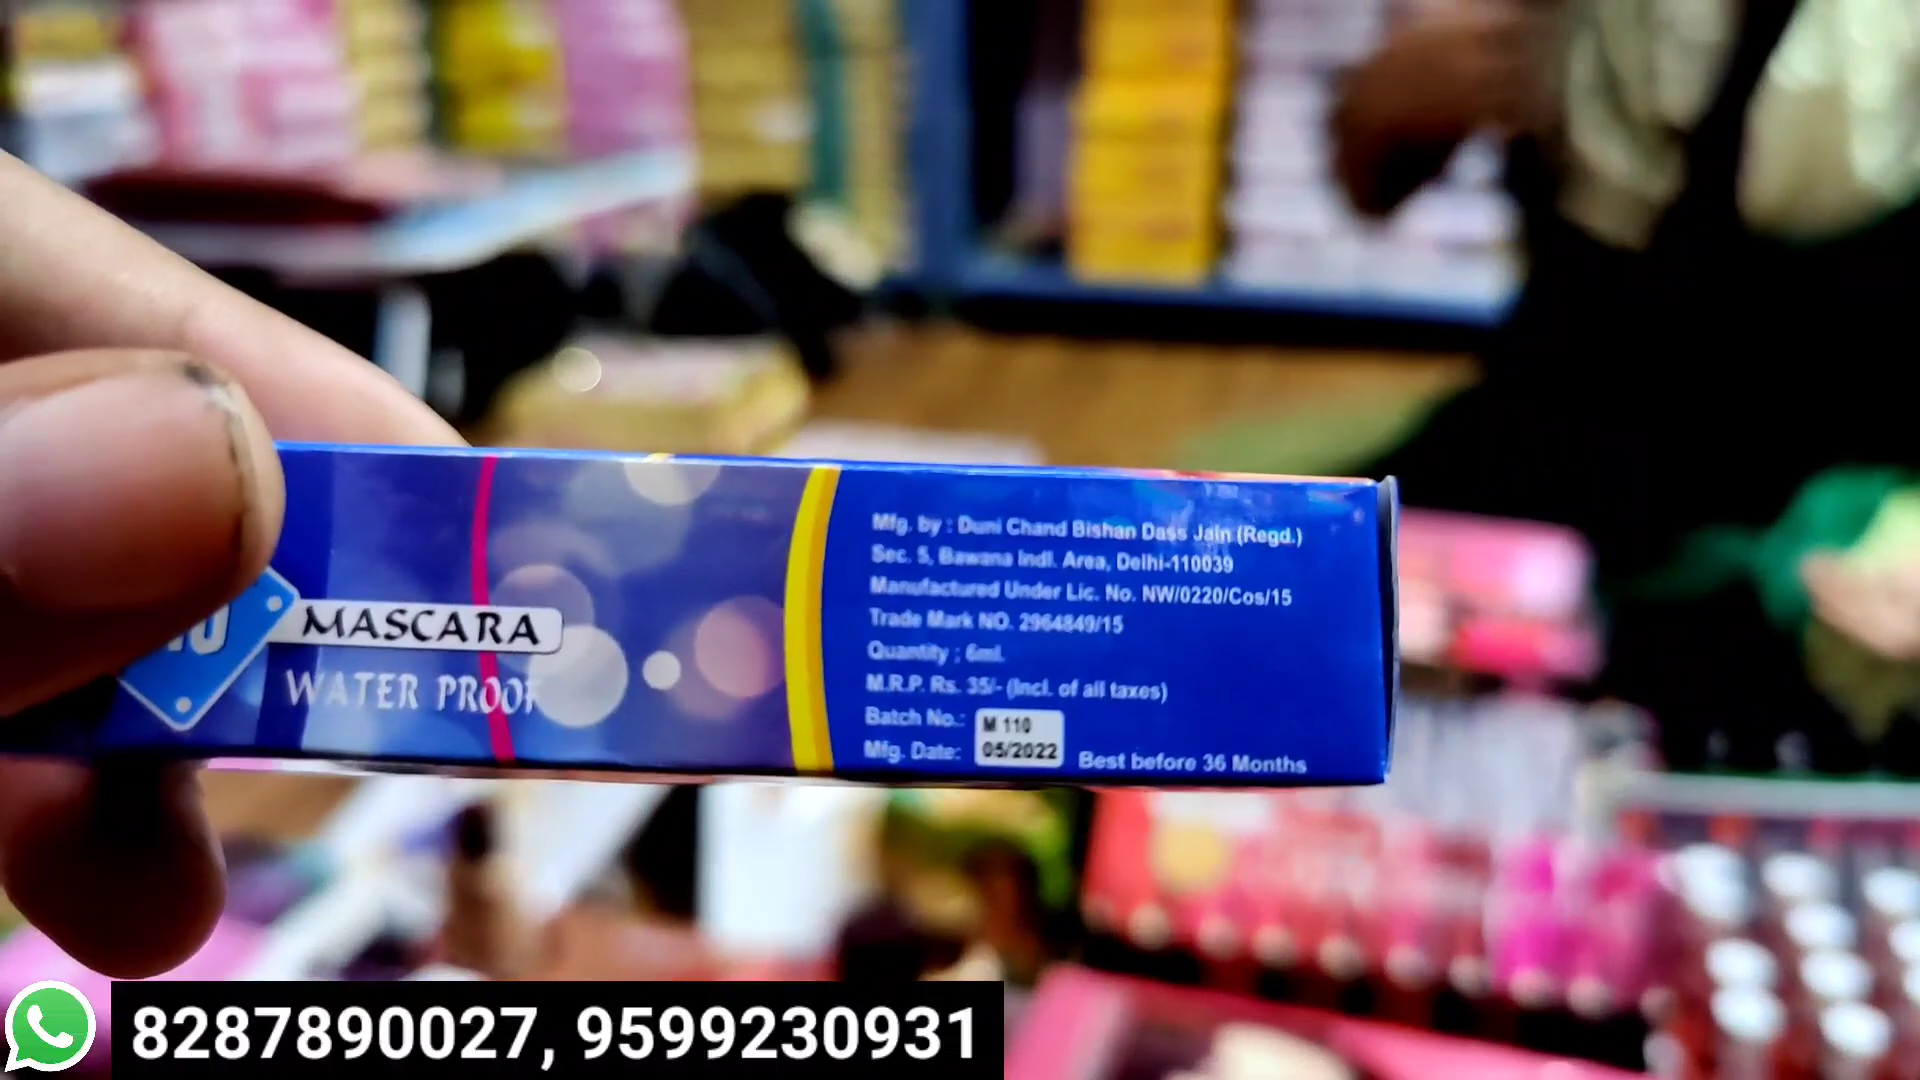 MASCARA
WATER PROOF
Mfg. by : Duni Chand Bishan Dass Jain (Regd.)
Sec. 5, Bawana Indl. Area, Delhi-110039
Manufactured Under Lic. No. NW/0220/Cos/15
Trade Mark NO. 2964849/15
Quantity : 6ml.
M.R.P. Rs. 35/- (Incl. of all taxes)
Batch No.: M 110
Mfg. Date: 05/2022 Best before 36 Months
8287890027, 9599230931